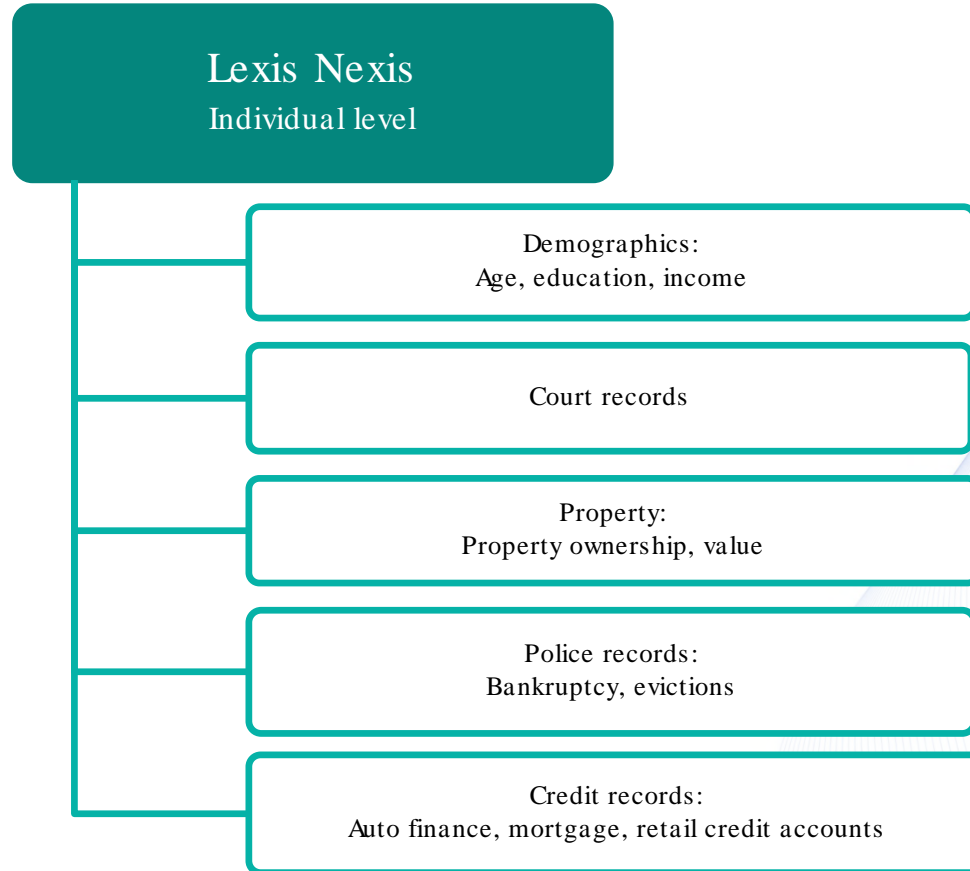 Lexis Nexis
Individual level
Demographics:
Age, education, income
Court records
Property:
Property ownership, value
Police records:
Bankruptcy, evictions
Credit records:
Auto finance, mortgage, retail credit accounts